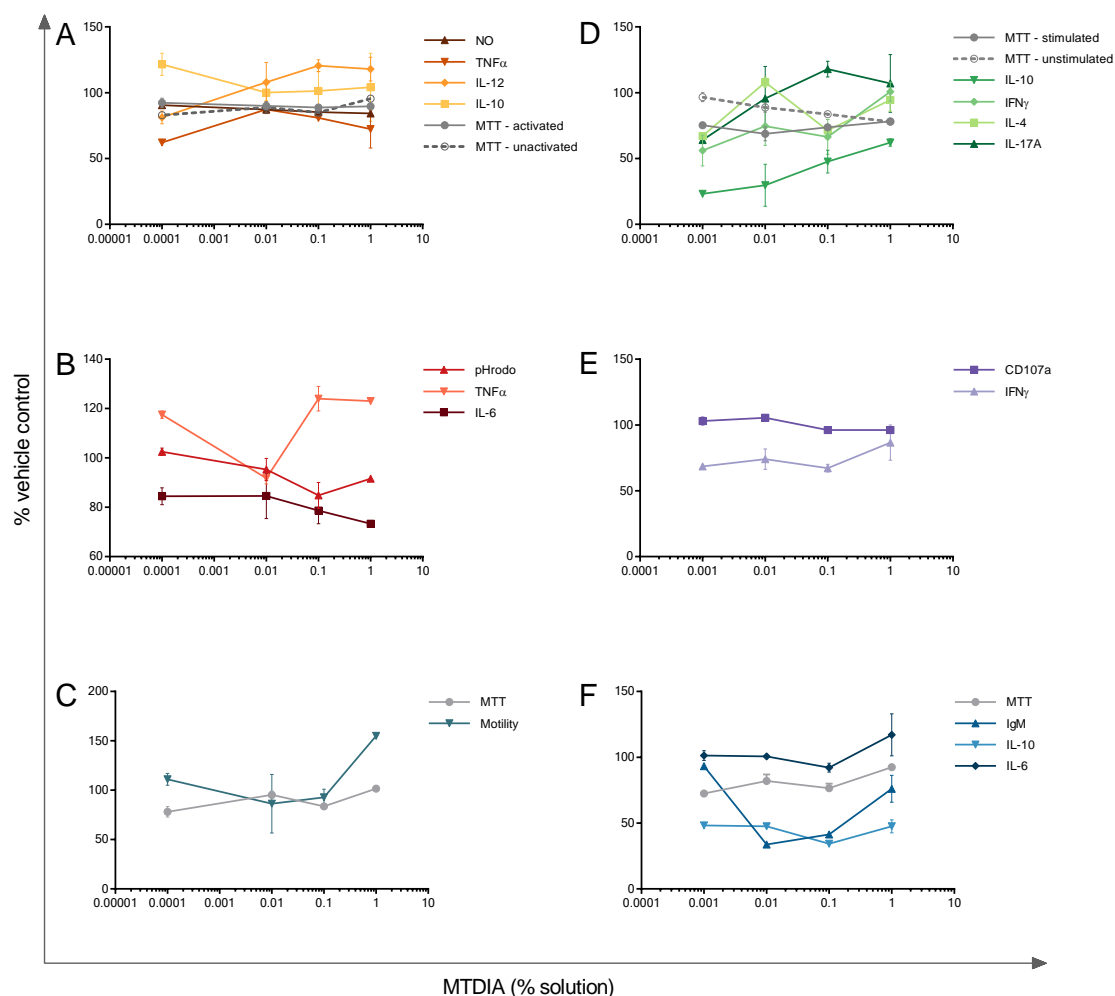 A
150
100
50
0
0.00001
0.0001
0.001
0.01
0.1
1
10
NO
TNFα
IL-12
IL-10
MTT - activated
MTT - unactivated
D
150
100
50
0
0.0001
0.001
0.01
0.1
1
10
MTT - stimulated
MTT - unstimulated
IL-10
IFNγ
IL-4
IL-17A
% vehicle control
B
140
120
100
80
60
0.00001
0.0001
0.001
0.01
0.1
1
10
pHrodo
TNFα
IL-6
E
150
100
50
0
0.0001
0.001
0.01
0.1
1
10
CD107a
IFNγ
C
200
150
100
50
0
0.00001
0.0001
0.001
0.01
0.1
1
10
MTT
Motility
F
150
100
50
0
0.0001
0.001
0.01
0.1
1
10
MTT
IgM
IL-10
IL-6
MTDIA (% solution)